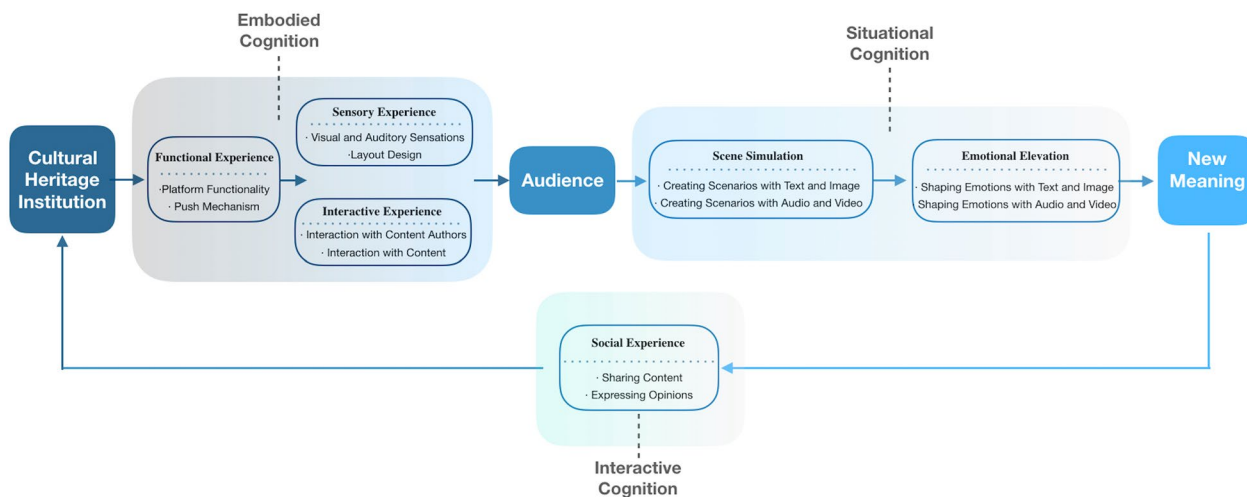 Embodied
Cognition
Situational
Cognition
Cultural
Heritage
Institution
Functional Experience
·Platform Functionality
· Push Mechanism
Sensory Experience
· Visual and Auditory Sensations
·Layout Design
Interactive Experience
· Interaction with Content Authors
· Interaction with Content
Audience
Scene Simulation
· Creating Scenarios with Text and Image
· Creating Scenarios with Audio and Video
Emotional Elevation
· Shaping Emotions with Text and Image
· Shaping Emotions with Audio and Video
New
Meaning
Social Experience
· Sharing Content
· Expressing Opinions
Interactive
Cognition